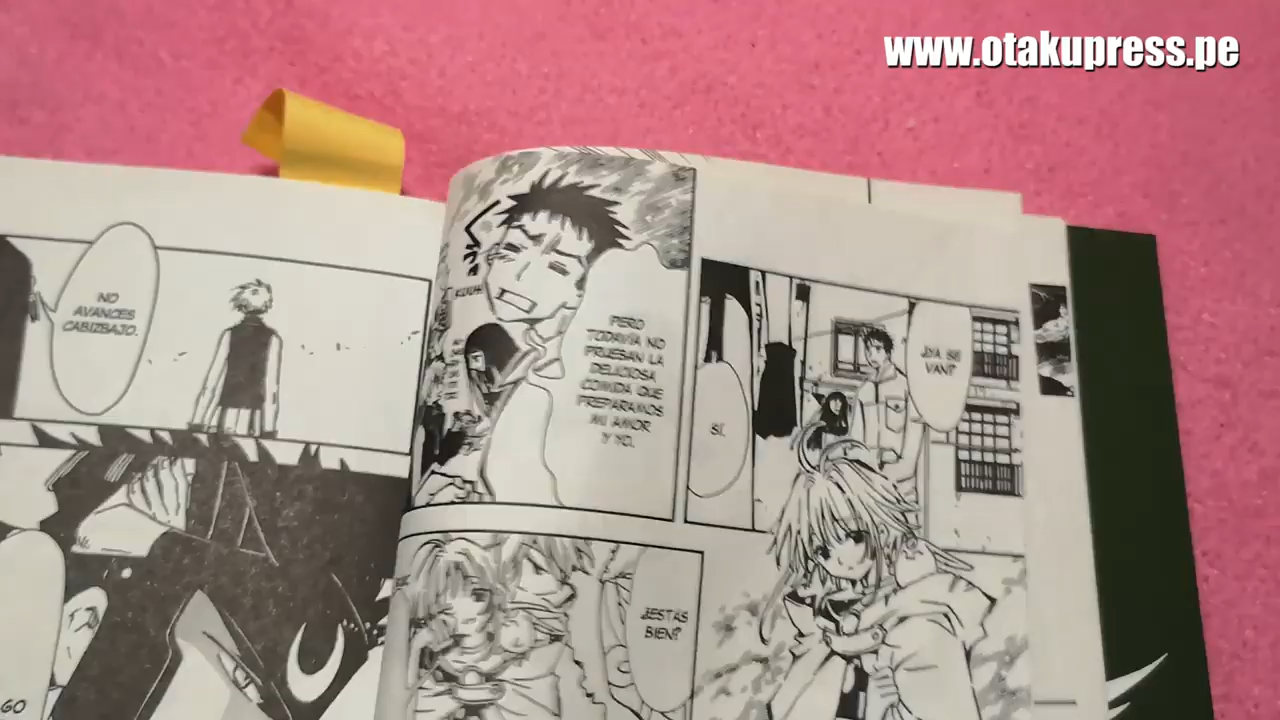 www.otakupress.pe
NO
AVANCES
CABIZBAJO.
PERO
TODAVÍA NO
PRUEBAN LA
DELICIOSA
COMIDA QUE
PREPARAMOS
MI AMOR
Y YO.
¿YA SE
VAN?
SÍ.
¿ESTÁS
BIEN?
60